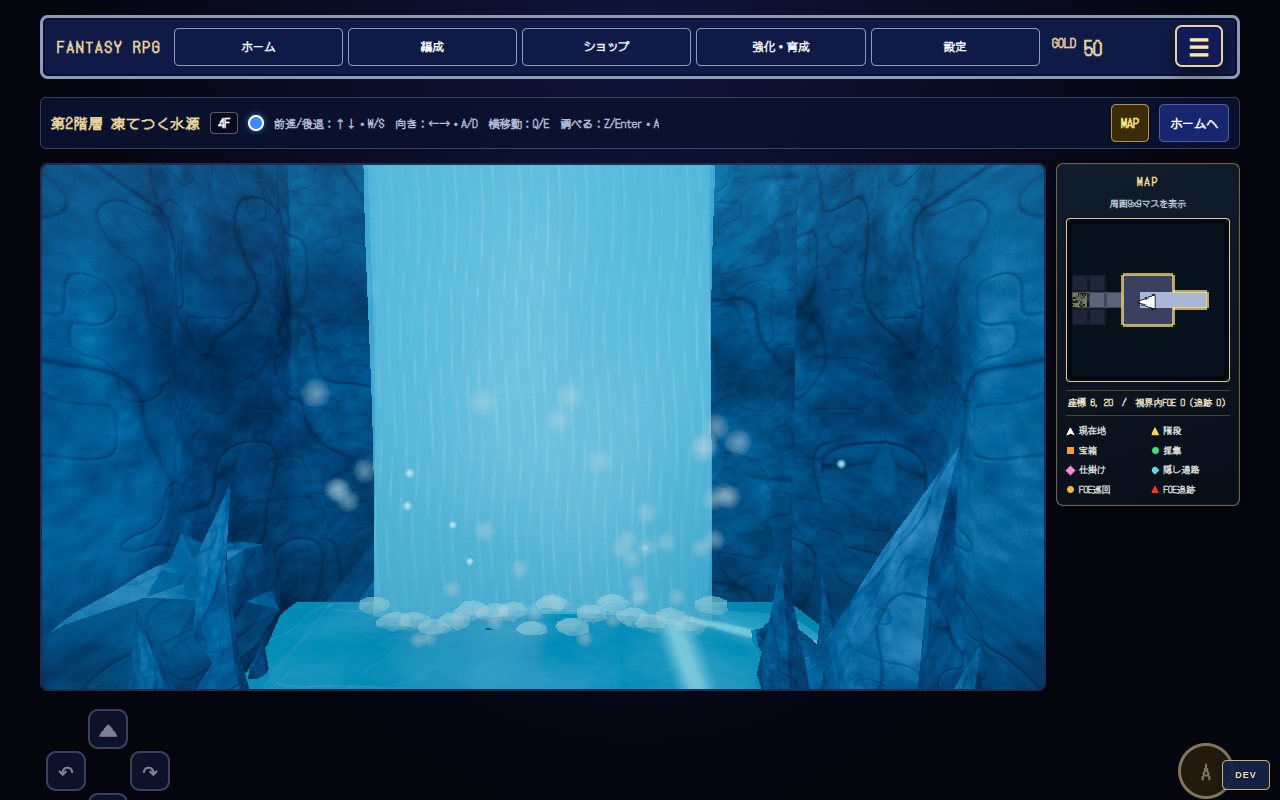 FANTASY RPG
ホーム
編成
ショップ
強化・育成
設定
GOLD 50
第2階層 凍てつく水源
4F
前進/後退：↑↓・W/S 向き：←→・A/D 横移動：Q/E 調べる：Z/Enter・A
MAP
ホームへ
MAP
周囲9x9マスを表示
座標 6, 20 / 視界内FOE 0 (追跡 0)
現在地
階段
宝箱
採集
仕掛け
隠し通路
FOE巡回
FOE追跡
A
DEV